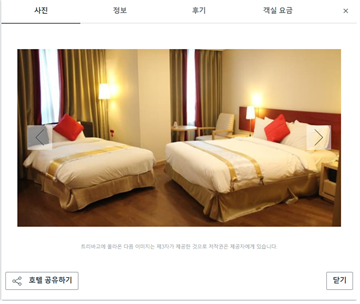 사진
정보
후기
객실 요금
×
트리바고에 올라온 다음 이미지는 제3자가 제공한 것으로 저작권은 제공자에게 있습니다.
호텔 공유하기
닫기